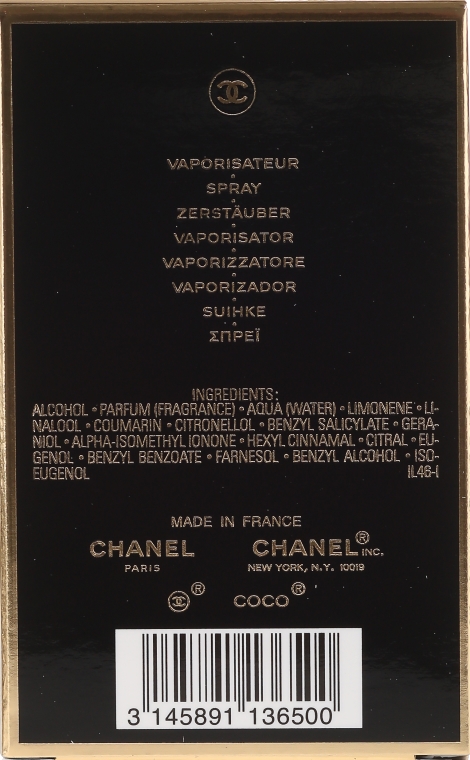 VAPORISATEUR
SPRAY
ZERSTÄUBER
VAPORISATOR
VAPORIZZATORE
VAPORIZADOR
SUIHKE
ΣΠΡΕΪ
INGREDIENTS:
ALCOHOL • PARFUM (FRAGRANCE) • AQUA (WATER) • LIMONENE • LI-
NALOOL • COUMARIN • CITRONELLOL • BENZYL SALICYLATE • GERA-
NIOL • ALPHA-ISOMETHYL IONONE • HEXYL CINNAMAL • CITRAL • EU-
GENOL • BENZYL BENZOATE • FARNESOL • BENZYL ALCOHOL • ISO-
EUGENOL IL46-I
MADE IN FRANCE
CHANEL CHANEL® INC.
PARIS NEW YORK, N.Y. 10019
® COCO®
3 145891 136500